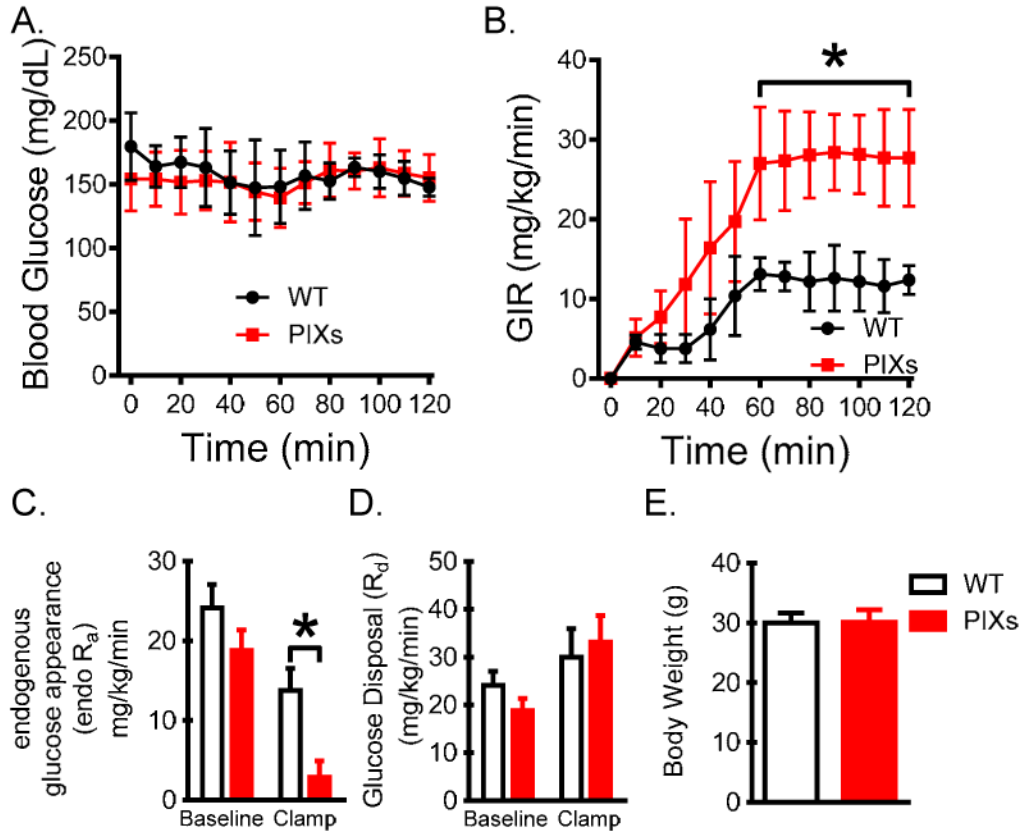 A.
Blood Glucose (mg/dL)
250
200
150
100
50
0
WT
PIXs
0 20 40 60 80 100 120
Time (min)
B.
GIR (mg/kg/min)
40
30
20
10
0
*
WT
PIXs
0 20 40 60 80 100 120
Time (min)
C.
endogenous
glucose appearance
(endo Ra)
mg/kg/min
30
20
10
0
*
Baseline Clamp
D.
Glucose Disposal (Rd)
(mg/kg/min)
50
40
30
20
10
0
Baseline Clamp
E.
Body Weight (g)
40
30
20
10
0
WT
PIXs